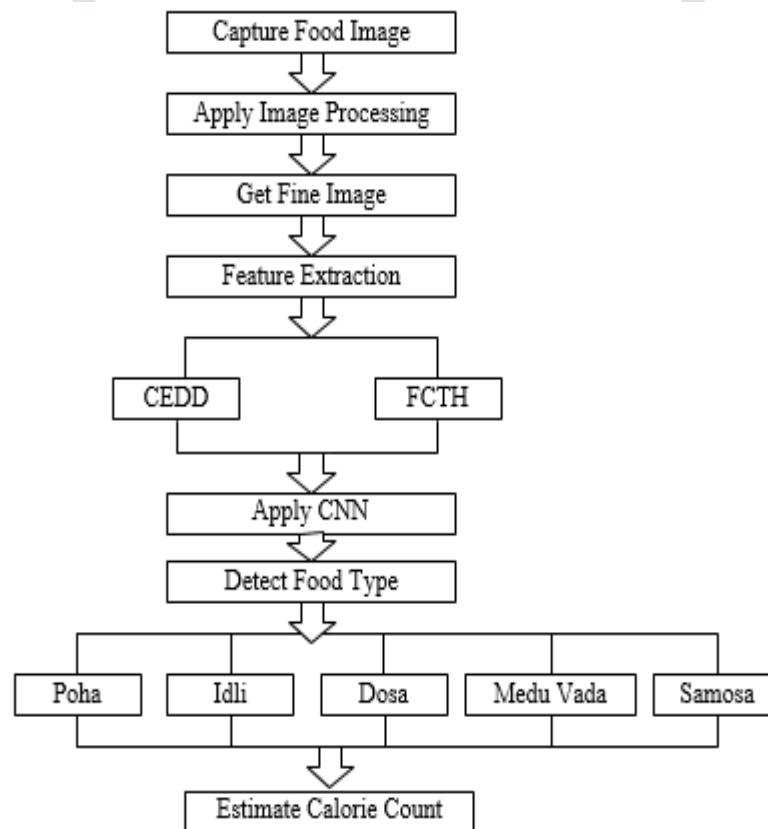 Capture Food Image
Apply Image Processing
Get Fine Image
Feature Extraction
CEDD
FCTH
Apply CNN
Detect Food Type
Poha
Idli
Dosa
Medu Vada
Samosa
Estimate Calorie Count